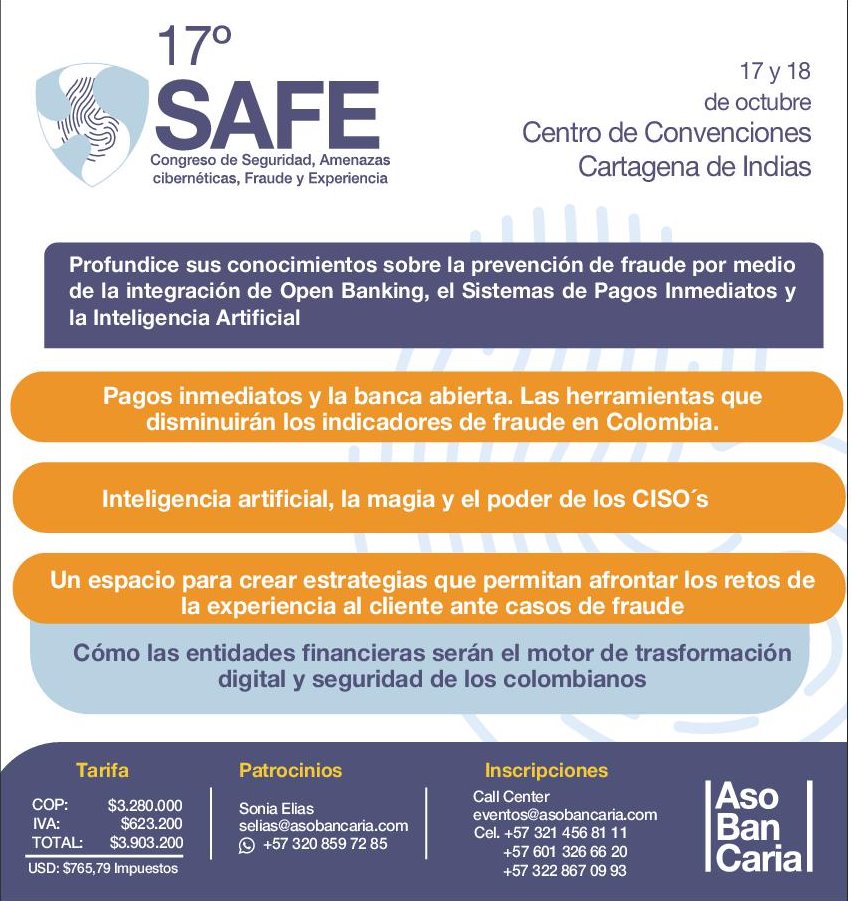 17º
SAFE
Congreso de Seguridad, Amenazas
cibernéticas, Fraude y Experiencia
17 y 18
de octubre
Centro de Convenciones
Cartagena de Indias
Profundice sus conocimientos sobre la prevención de fraude por medio
de la integración de Open Banking, el Sistemas de Pagos Inmediatos y
la Inteligencia Artificial
Pagos inmediatos y la banca abierta. Las herramientas que
disminuirán los indicadores de fraude en Colombia.
Inteligencia artificial, la magia y el poder de los CISO´s
Un espacio para crear estrategias que permitan afrontar los retos de
la experiencia al cliente ante casos de fraude
Cómo las entidades financieras serán el motor de trasformación
digital y seguridad de los colombianos
Tarifa
COP: $3.280.000
IVA: $623.200
TOTAL: $3.903.200
USD: $765,79 Impuestos
Patrocinios
Sonia Elias
selias@asobancaria.com
+57 320 859 72 85
Inscripciones
Call Center
eventos@asobancaria.com
Cel. +57 321 456 81 11
+57 601 326 66 20
+57 322 867 09 93
Aso
Ban
Caria